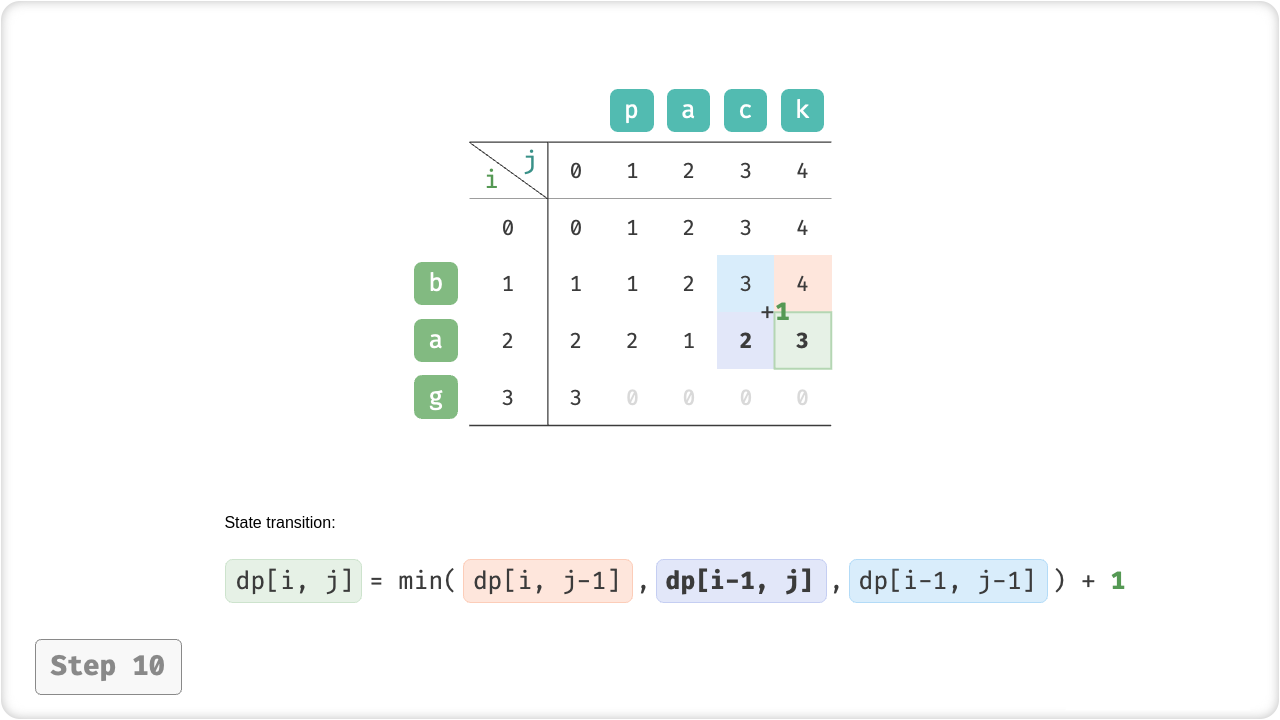 p a c k
j
i
0 1 2 3 4
0 0 1 2 3 4
b 1 1 1 2 3 4
+1
a 2 2 2 1 2 3
g 3 3 0 0 0 0
State transition:
dp[i, j] = min( dp[i, j-1] , dp[i-1, j] , dp[i-1, j-1] ) + 1
Step 10